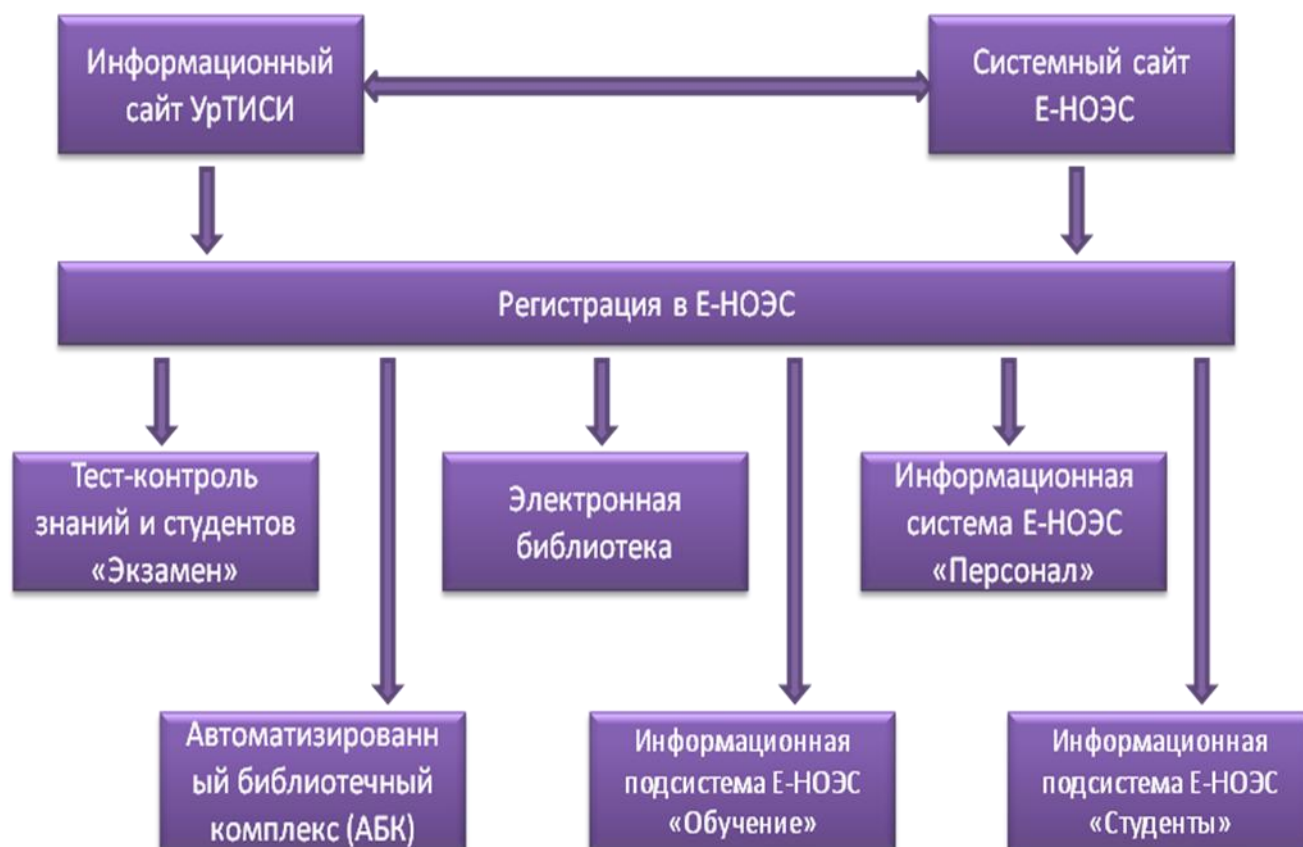 Информационный
сайт УрТИСИ
Системный сайт
Е-НОЭС
Регистрация в Е-НОЭС
Тест-контроль
знаний и студентов
«Экзамен»
Электронная
библиотека
Информационная
система Е-НОЭС
«Персонал»
Автоматизированн
ый библиотечный
комплекс (АБК)
Информационная
подсистема Е-НОЭС
«Обучение»
Информационная
подсистема Е-НОЭС
«Студенты»